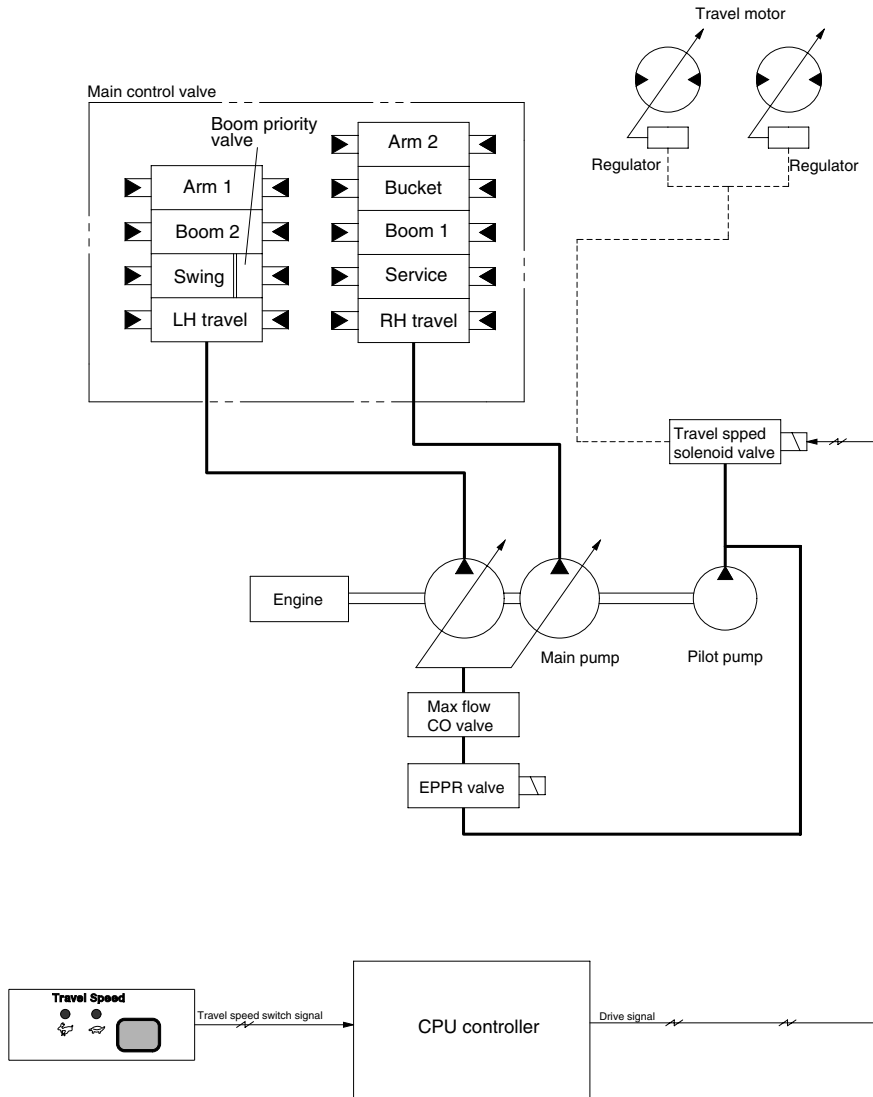 Travel motor
Main control valve
Boom priority
valve
Arm 2
Regulator
Regulator
Arm 1
Bucket
Boom 2
Boom 1
Swing
Service
LH travel
RH travel
Travel spped
solenoid valve
Engine
Main pump
Pilot pump
Max flow
CO valve
EPPR valve
Travel Speed
Travel speed switch signal
CPU controller
Drive signal